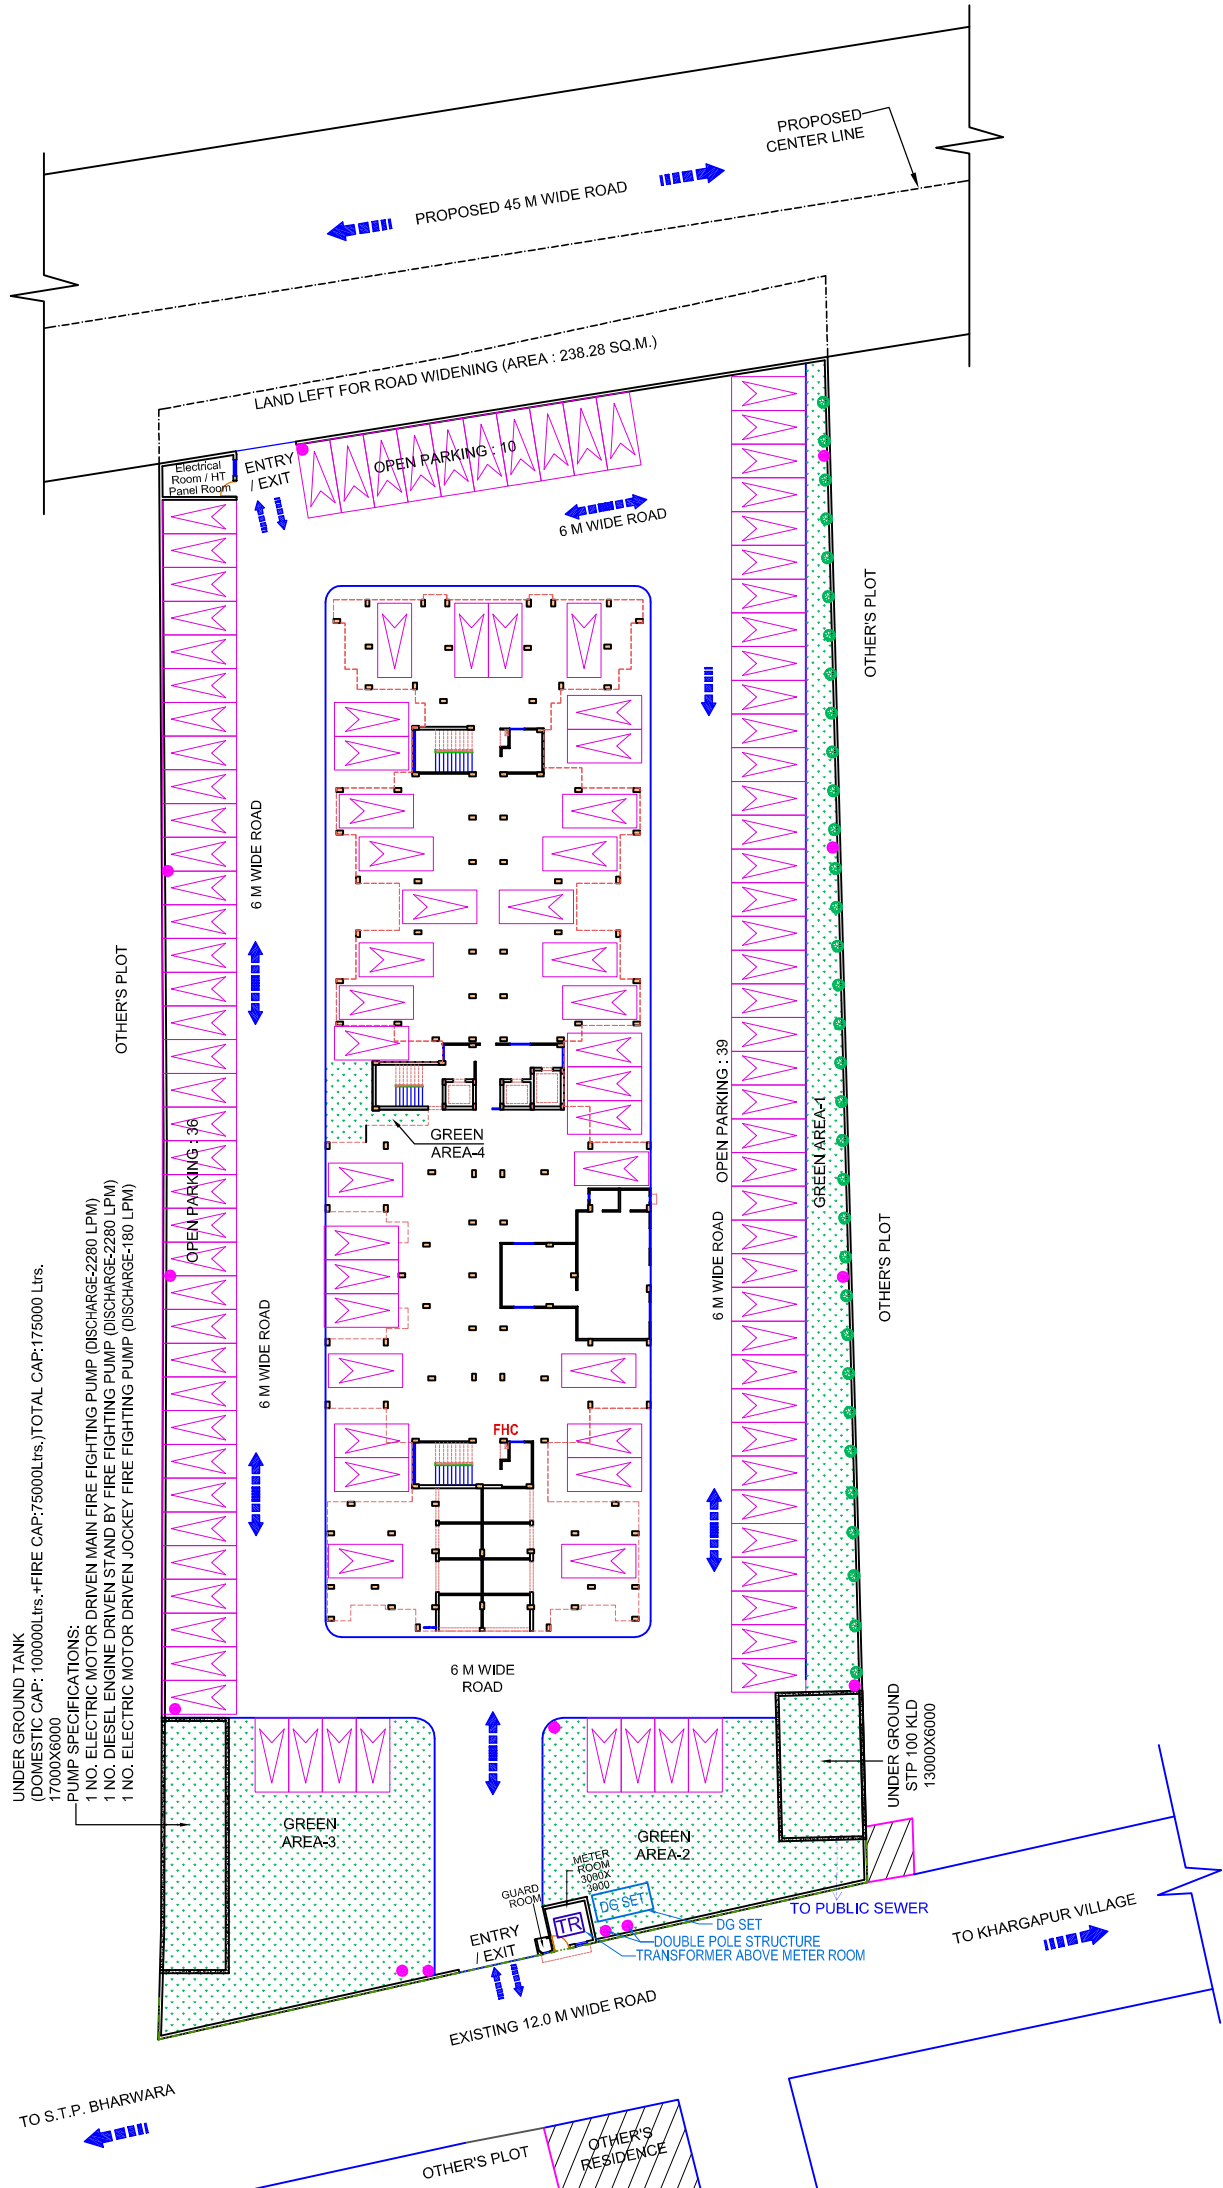 PROPOSED
CENTER LINE
PROPOSED 45 M WIDE ROAD
LAND LEFT FOR ROAD WIDENING (AREA : 238.28 SQ.M.)
Electrical
Room / HT
Panel Room
ENTRY
/ EXIT
OPEN PARKING : 10
6 M WIDE ROAD
OTHER'S PLOT
6 M WIDE ROAD
OTHER'S PLOT
OPEN PARKING : 36
OPEN PARKING : 39
GREEN AREA-1
GREEN
AREA-4
6 M WIDE ROAD
OTHER'S PLOT
6 M WIDE ROAD
FHC
UNDER GROUND TANK
(DOMESTIC CAP: 100000Ltrs.+FIRE CAP:75000Ltrs.)TOTAL CAP:175000 Ltrs.
17000X6000
PUMP SPECIFICATIONS:
1 NO. ELECTRIC MOTOR DRIVEN MAIN FIRE FIGHTING PUMP (DISCHARGE-2280 LPM)
1 NO. DIESEL ENGINE DRIVEN STAND BY FIRE FIGHTING PUMP (DISCHARGE-2280 LPM)
1 NO. ELECTRIC MOTOR DRIVEN JOCKEY FIRE FIGHTING PUMP (DISCHARGE-180 LPM)
6 M WIDE
ROAD
UNDER GROUND
STP 100 KLD
13000X6000
GREEN
AREA-3
GREEN
AREA-2
METER
ROOM
3000X
3000
GUARD
ROOM
DG SET
TR
TO PUBLIC SEWER
DG SET
DOUBLE POLE STRUCTURE
TRANSFORMER ABOVE METER ROOM
ENTRY
/ EXIT
TO KHARGAPUR VILLAGE
EXISTING 12.0 M WIDE ROAD
TO S.T.P. BHARWARA
OTHER'S PLOT
OTHER'S
RESIDENCE